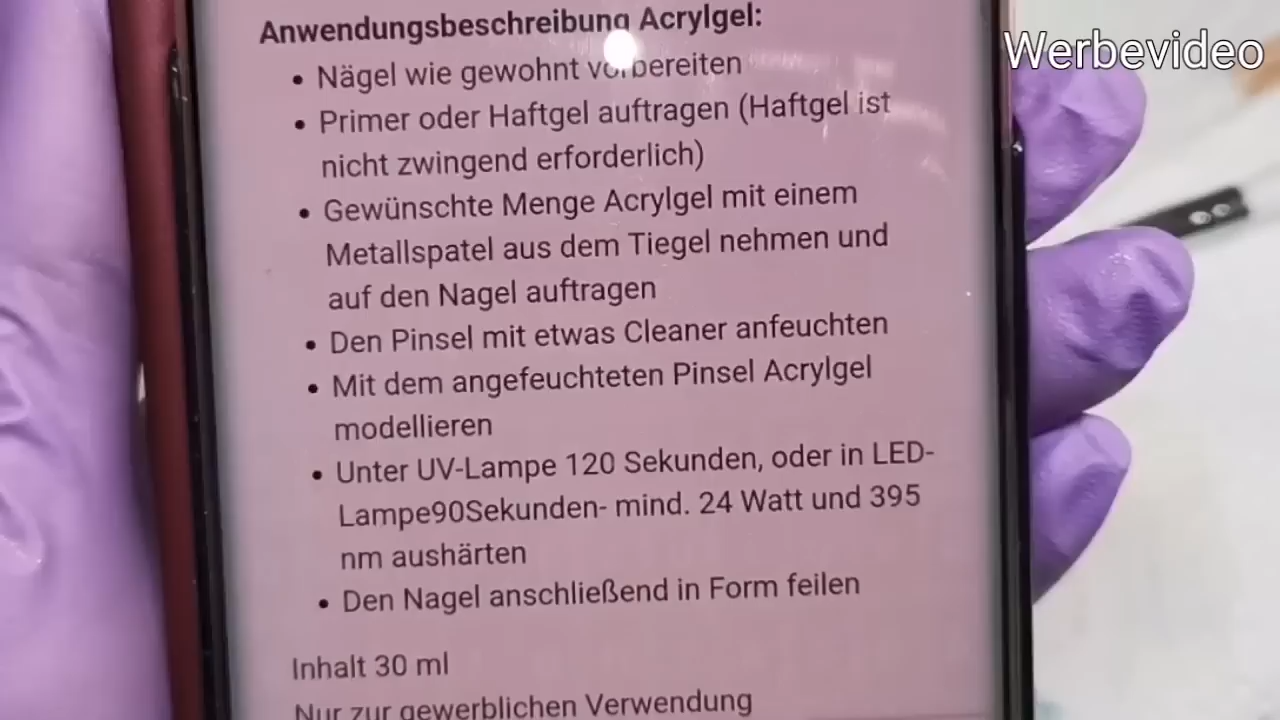 Anwendungsbeschreibung Acrylgel:
Werbevideo
• Nägel wie gewohnt vorbereiten
• Primer oder Haftgel auftragen (Haftgel ist
nicht zwingend erforderlich)
• Gewünschte Menge Acrylgel mit einem
Metallspatel aus dem Tiegel nehmen und
auf den Nagel auftragen
• Den Pinsel mit etwas Cleaner anfeuchten
• Mit dem angefeuchteten Pinsel Acrylgel
modellieren
• Unter UV-Lampe 120 Sekunden, oder in LED-
Lampe90Sekunden- mind. 24 Watt und 395
nm aushärten
• Den Nagel anschließend in Form feilen
Inhalt 30 ml
Nur zur gewerblichen Verwendung